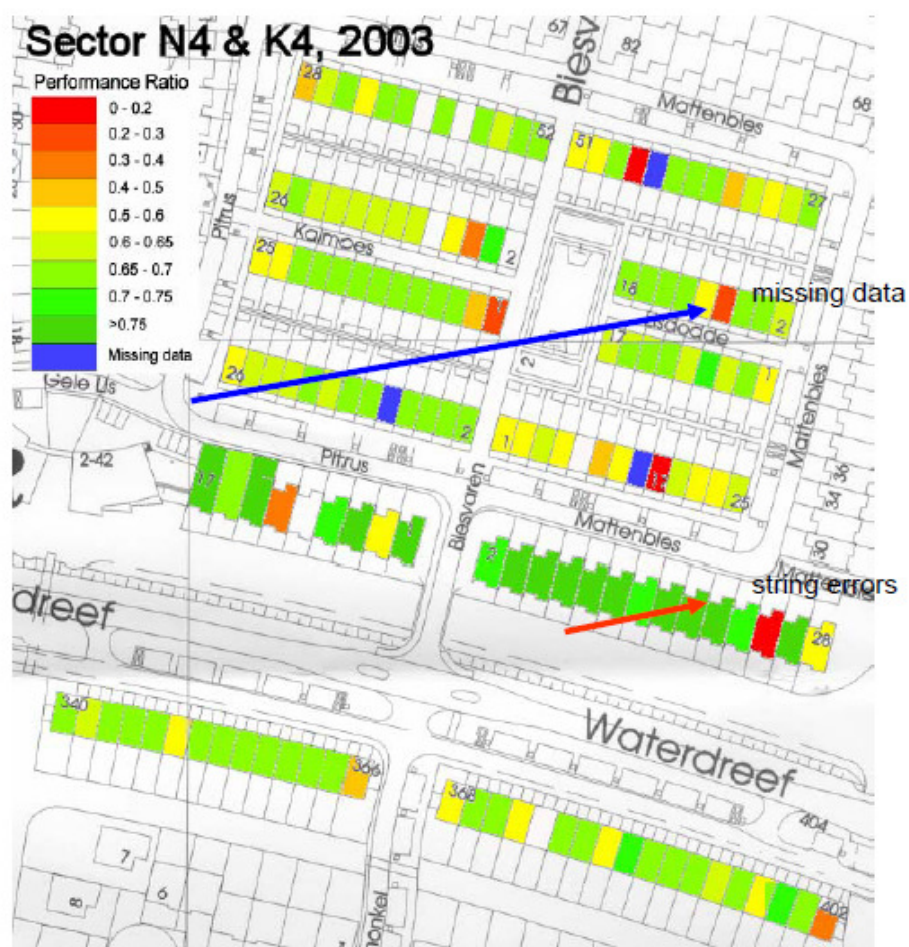 Sector N4 & K4, 2003
Performance Ratio
0 - 0.2
0.2 - 0.3
0.3 - 0.4
0.4 - 0.5
0.5 - 0.6
0.6 - 0.65
0.65 - 0.7
0.7 - 0.75
>0.75
Missing data
67
82
68
Biesv
Mattenbles
28
52
51
27
Pitrus
26
2
Kalmoes
25
18
2
missing data
1
2
Mattenbles
26
2
Gele Lis
2-42
17
Pitrus
Biesvaren
1
25
36
34
30
Mattenbles
2
string errors
28
dreef
Waterdreef
340
366
368
404
402
7
6
8
onkel